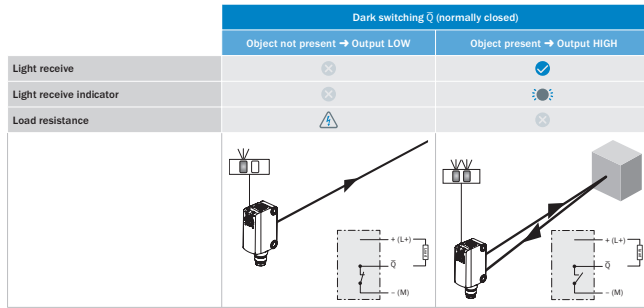 Dark switching Q̅ (normally closed)
Object not present ➔ Output LOW
Object present ➔ Output HIGH
Light receive
Light receive indicator
Load resistance
+ (L+)
Q̅
– (M)
+ (L+)
Q̅
– (M)